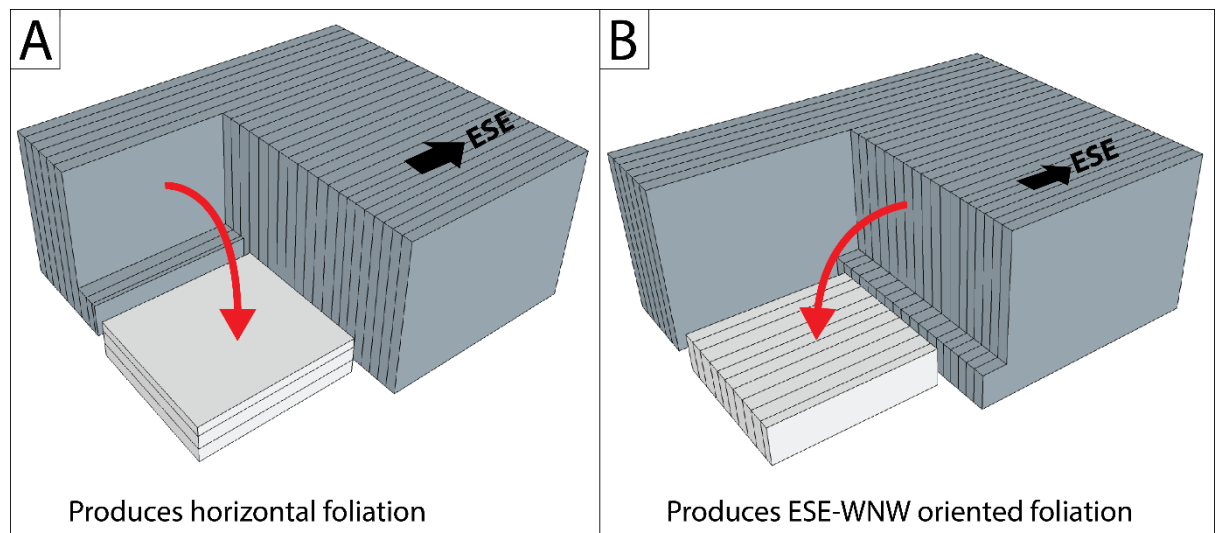 A
ESE
Produces horizontal foliation
B
ESE
Produces ESE-WNW oriented foliation